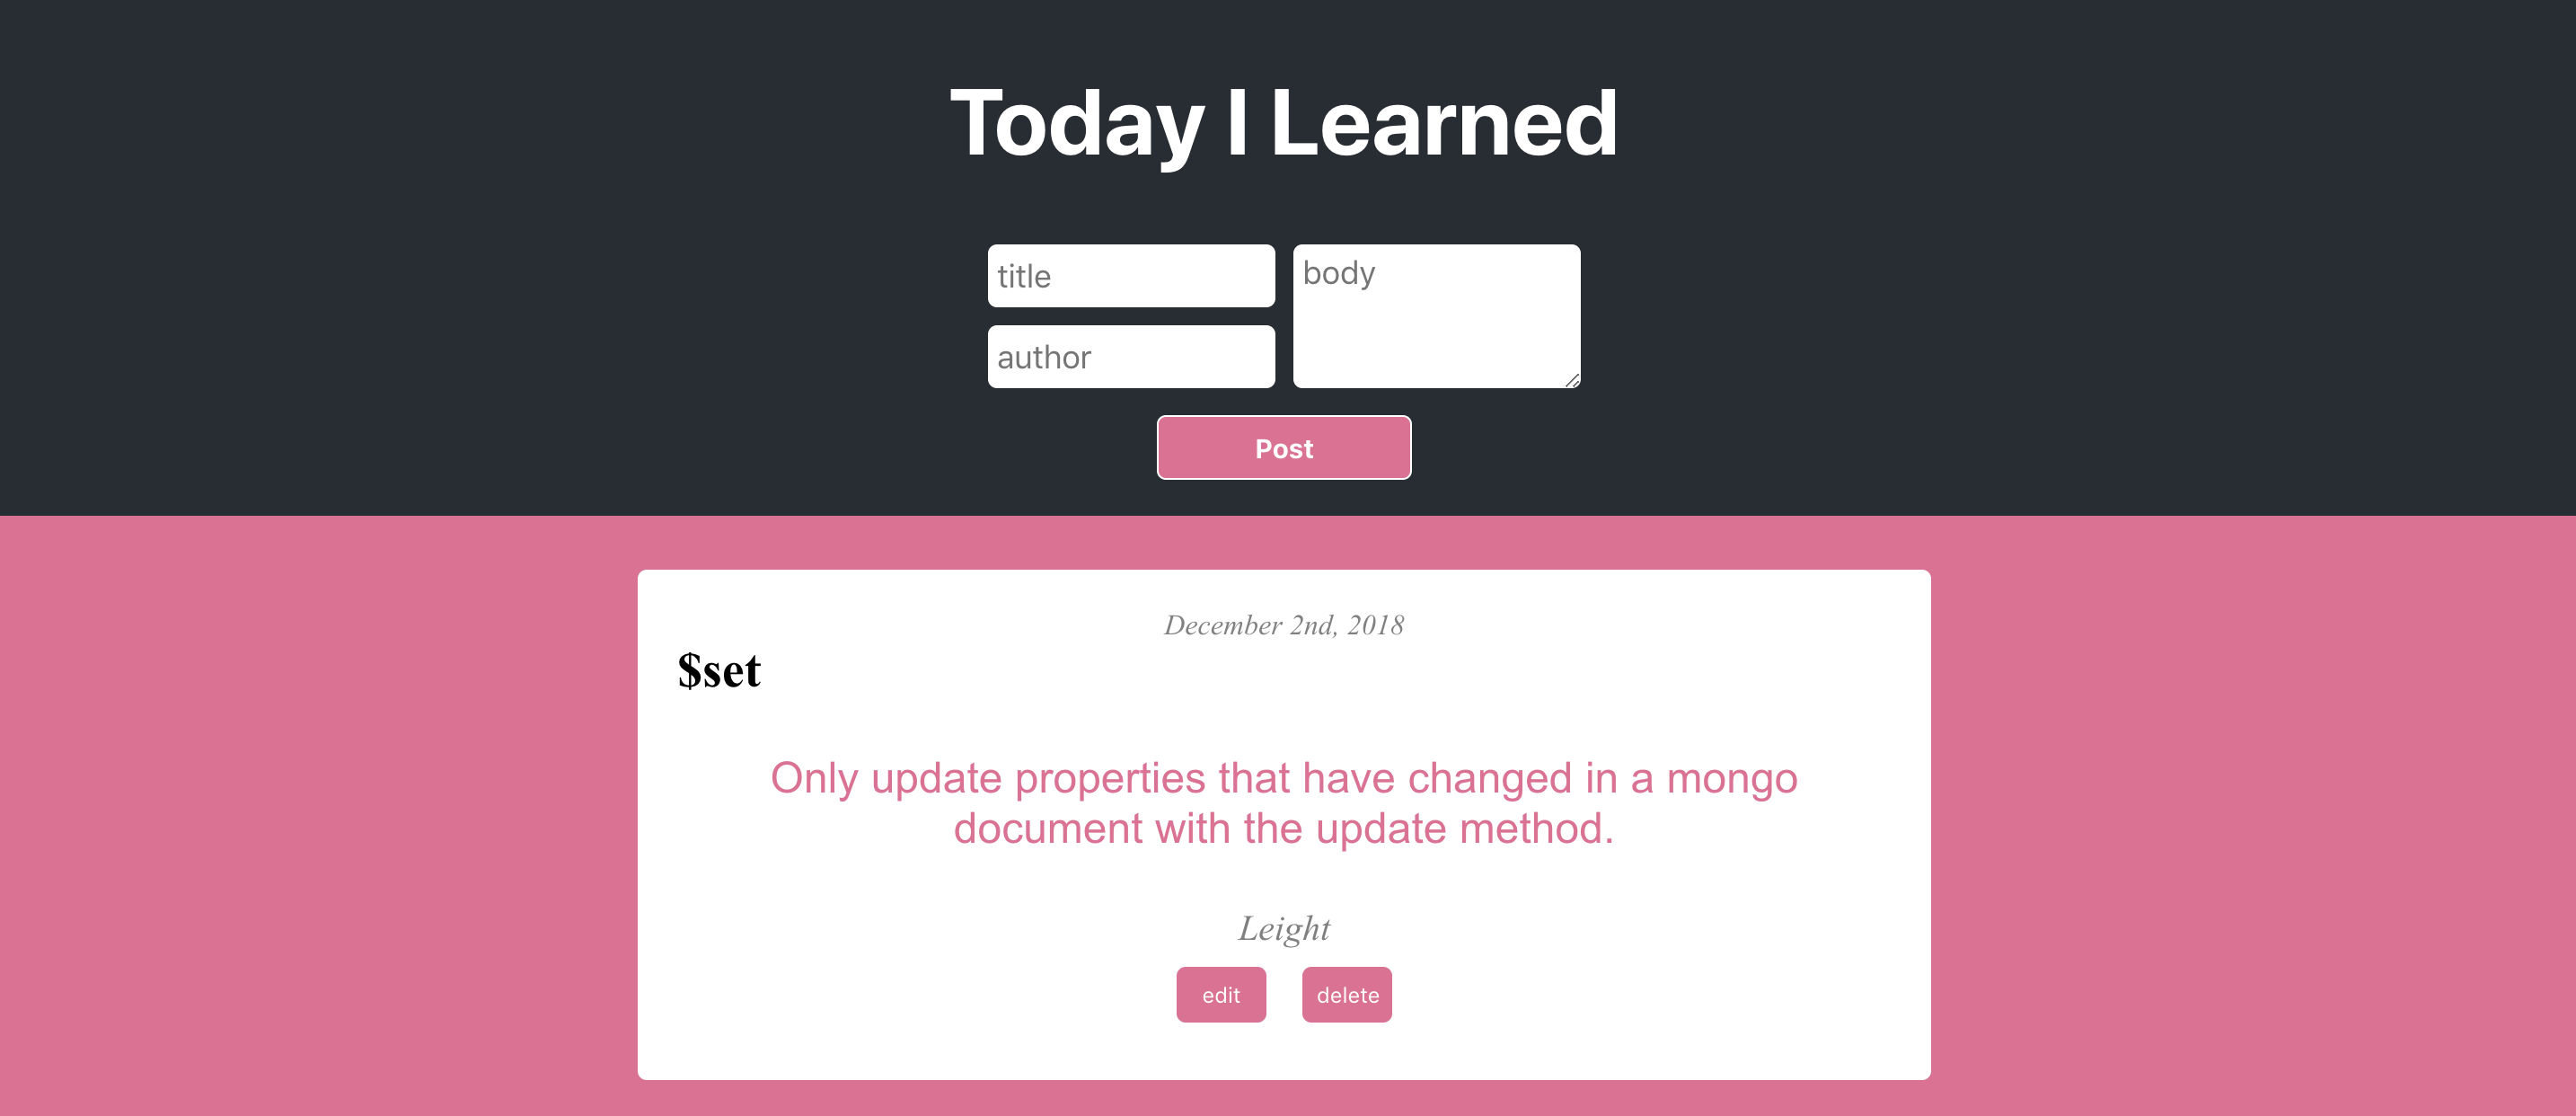 Today I Learned
title
body
author
Post
December 2nd, 2018
$set
Only update properties that have changed in a mongo
document with the update method.
Leight
edit
delete